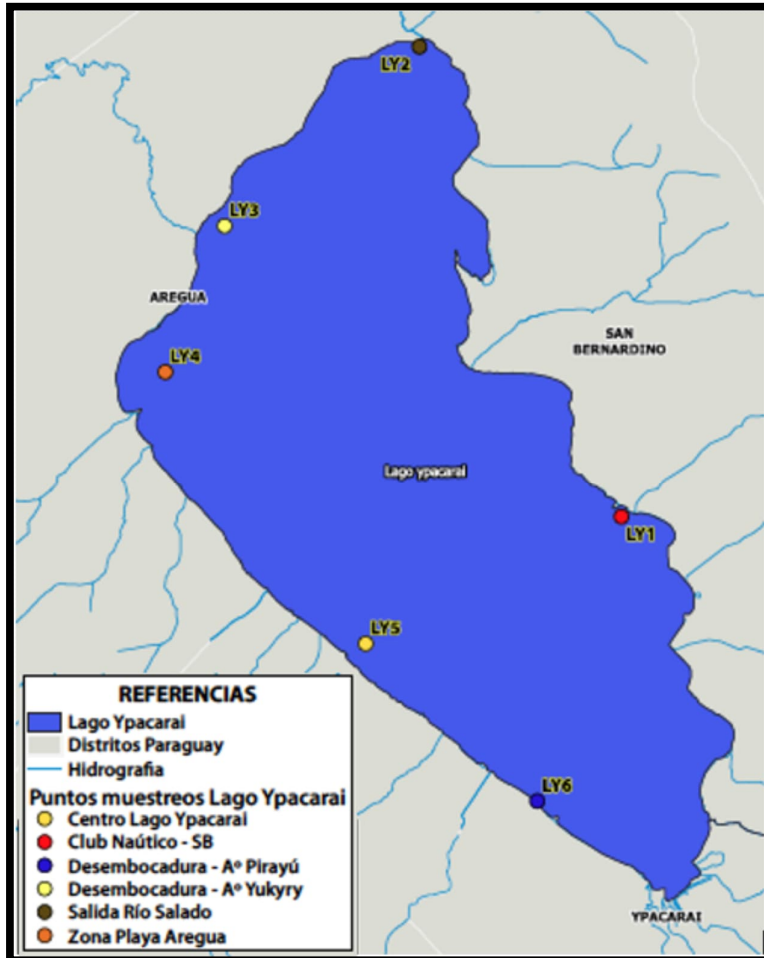 LY2
LY3
AREGUA
SAN
BERNARDINO
LY4
Lago ypacarai
LY1
LY5
LY6
YPACARAI
REFERENCIAS
Lago Ypacarai
Distritos Paraguay
Hidrografia
Puntos muestreos Lago Ypacarai
Centro Lago Ypacarai
Club Naútico - SB
Desembocadura - Aº Pirayú
Desembocadura - Aº Yukyry
Salida Río Salado
Zona Playa Aregua